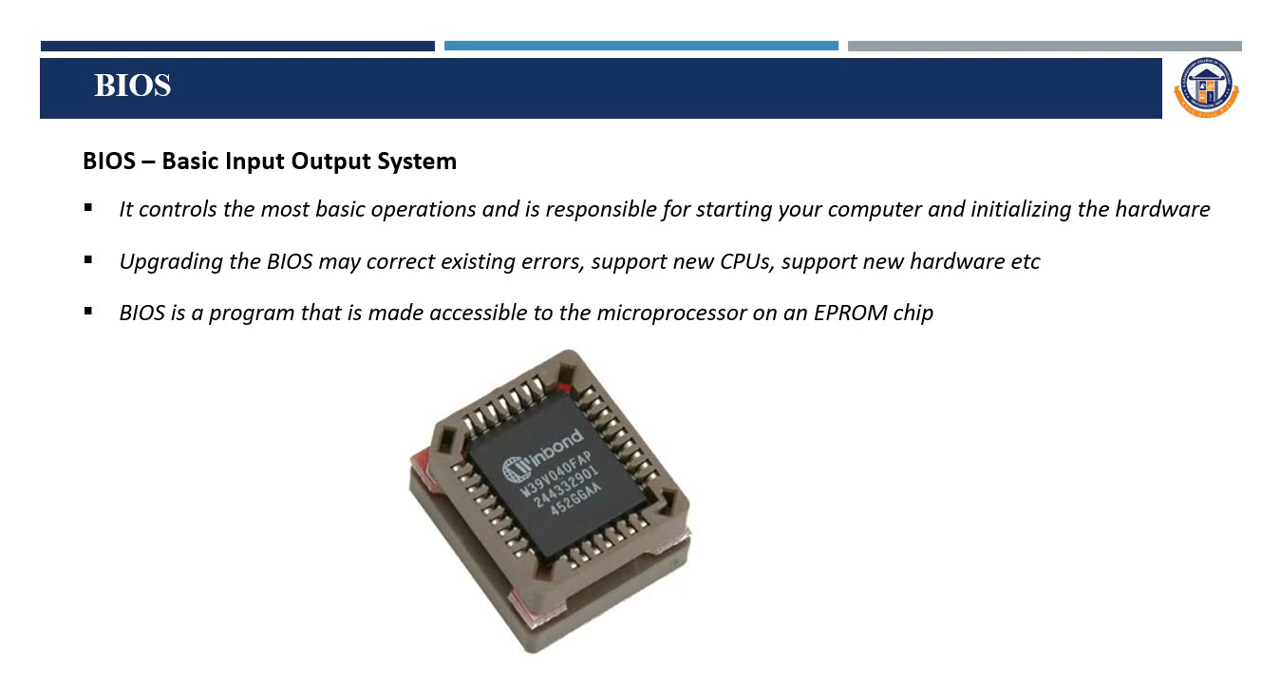 BIOS
BIOS – Basic Input Output System
▪ It controls the most basic operations and is responsible for starting your computer and initializing the hardware
▪ Upgrading the BIOS may correct existing errors, support new CPUs, support new hardware etc
▪ BIOS is a program that is made accessible to the microprocessor on an EPROM chip
Winbond
W39V040FAP
244332901
452GGAA